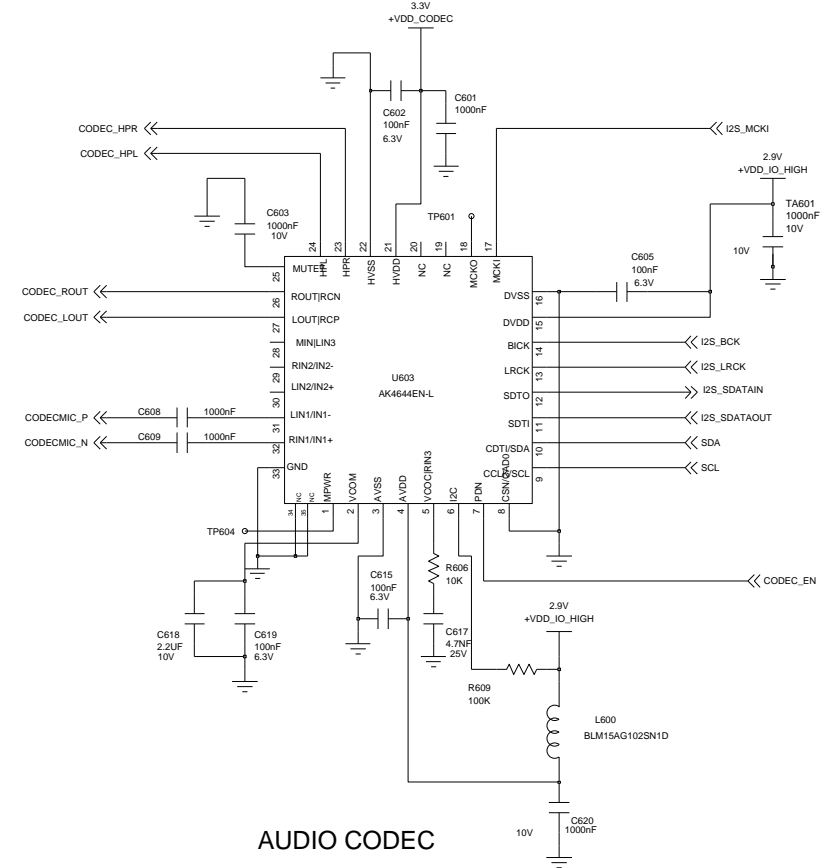 3.3V
+VDD_CODEC
C602
100nF
6.3V
C601
1000nF
CODEC_HPR
CODEC_HPL
I2S_MCKI
2.9V
+VDD_IO_HIGH
TA601
1000nF
10V
10V
C603
1000nF
10V
TP601
C605
100nF
6.3V
24
23
22
21
20
19
18
17
HPL
HPR
HVSS
HVDD
NC
NC
MCKO
MCKI
MUTET
25
ROUT|RCN
26
LOUT|RCP
27
MIN|LIN3
28
RIN2/IN2-
29
LIN2/IN2+
30
LIN1/IN1-
31
RIN1/IN1+
32
GND
33
CODEC_ROUT
CODEC_LOUT
CODECMIC_P
C608
1000nF
CODECMIC_N
C609
1000nF
U603
AK4644EN-L
DVSS
16
DVDD
15
BICK
14
LRCK
13
SDTO
12
SDTI
11
CDTI/SDA
10
CCLK/SCL
9
I2S_BCK
I2S_LRCK
I2S_SDATAIN
I2S_SDATAOUT
SDA
SCL
NC
NC
MPWR
VCOM
AVSS
AVDD
VCOC|RIN3
I2C
PDN
CSN/CAD0
34
35
1
2
3
4
5
6
7
8
TP604
C615
100nF
6.3V
R606
10K
C617
4.7NF
25V
CODEC_EN
2.9V
+VDD_IO_HIGH
C618
2.2UF
10V
C619
100nF
6.3V
R609
100K
L600
BLM15AG102SN1D
C620
1000nF
10V
AUDIO CODEC